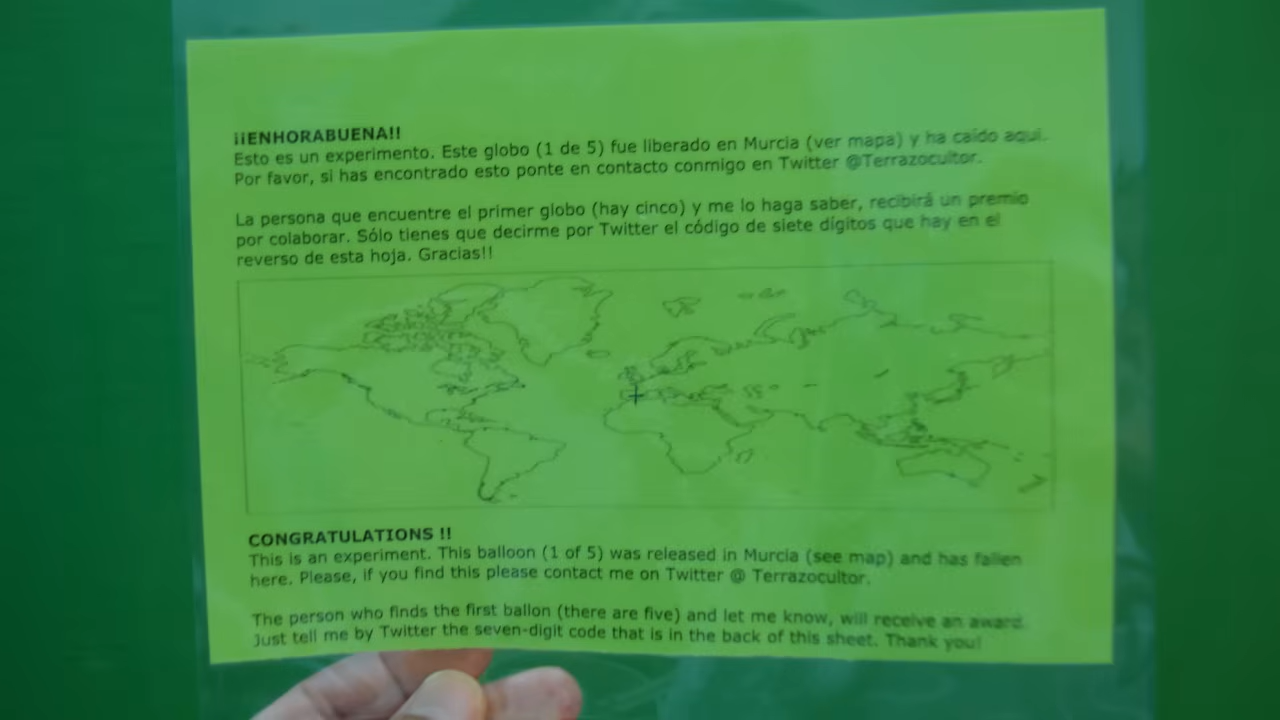 ¡¡ENHORABUENA!!
Esto es un experimento. Este globo (1 de 5) fue liberado en Murcia (ver mapa) y ha caído aquí.
Por favor, si has encontrado esto ponte en contacto conmigo en Twitter @Terrazocultor.
La persona que encuentre el primer globo (hay cinco) y me lo haga saber, recibirá un premio
por colaborar. Sólo tienes que decirme por Twitter el código de siete dígitos que hay en el
reverso de esta hoja. Gracias!!
CONGRATULATIONS !!
This is an experiment. This balloon (1 of 5) was released in Murcia (see map) and has fallen
here. Please, if you find this please contact me on Twitter @ Terrazocultor.
The person who finds the first ballon (there are five) and let me know, will receive an award.
Just tell me by Twitter the seven-digit code that is in the back of this sheet. Thank you!